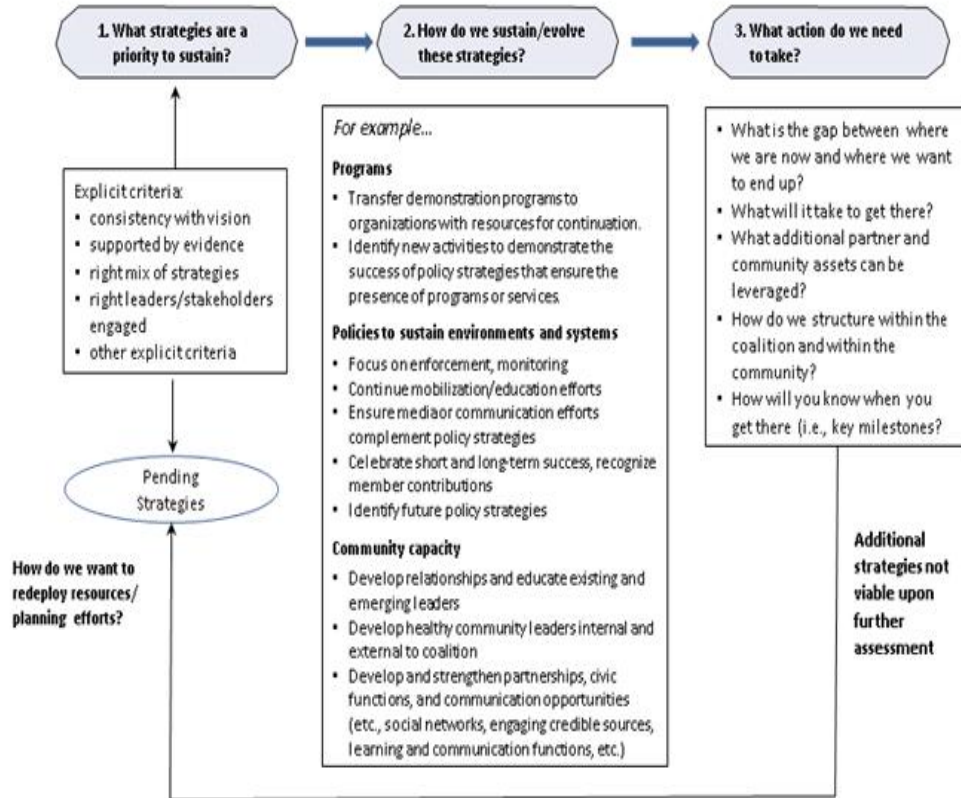 1. What strategies are a
priority to sustain?
2. How do we sustain/evolve
these strategies?
3. What action do we need
to take?
Explicit criteria:
• consistency with vision
• supported by evidence
• right mix of strategies
• right leaders/stakeholders
engaged
• other explicit criteria
Pending
Strategies
How do we want to
redeploy resources/
planning efforts?
For example...
Programs
• Transfer demonstration programs to
organizations with resources for continuation.
• Identify new activities to demonstrate the
success of policy strategies that ensure the
presence of programs or services.
Policies to sustain environments and systems
• Focus on enforcement, monitoring
• Continue mobilization/education efforts
• Ensure mediaor communication efforts
complement policy strategies
• Celebrate short and long-term success, recognize
member contributions
• Identify future policy strategies
Community capacity
• Develop relationships and educate existing and
emerging leaders
• Develop healthy community leaders internal and
external to coalition
• Develop and strengthen partnerships, civic
functions, and communication opportunities
(etc., social networks, engaging credible sources,
learning and communication functions, etc.)
• What is the gap between where
we are now and where we want
to end up?
• What will it take to get there?
• What additional partner and
community assets can be
leveraged?
• How do we structure within the
coalition and within the
community?
• How will you know when you
get there (i.e., key milestones?
Additional
strategies not
viable upon
further
assessment